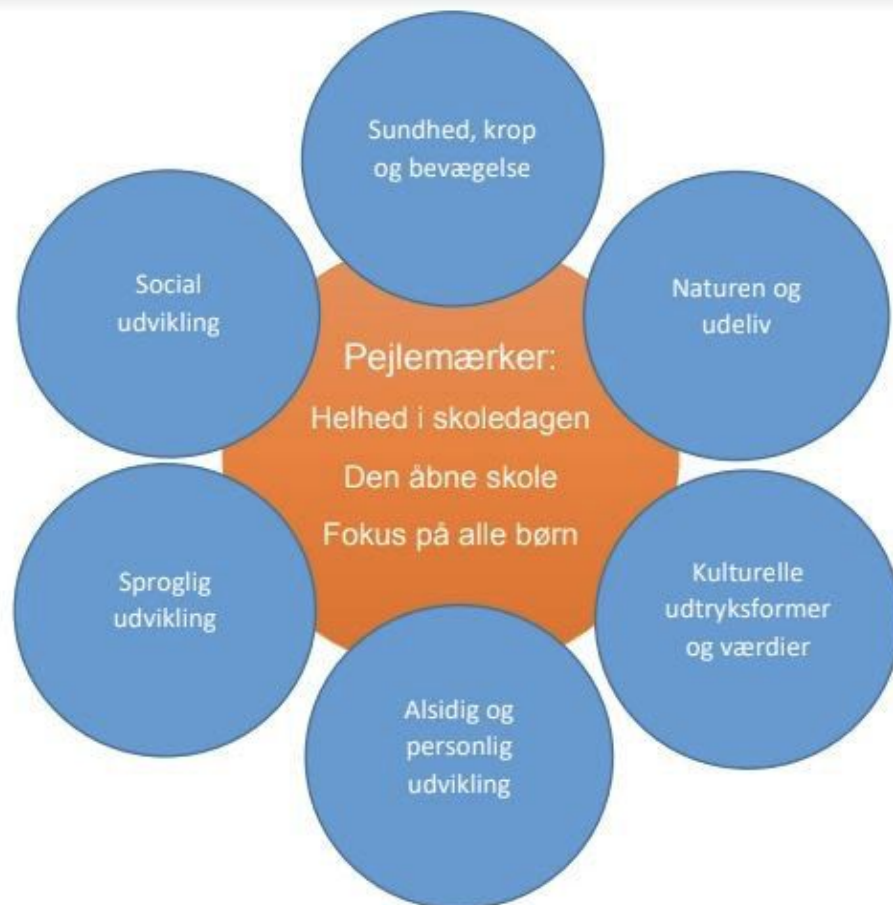 Sundhed, krop
og bevægelse
Naturen og
udeliv
Kulturelle
udtryksformer
og værdier
Alsidig og
personlig
udvikling
Sproglig
udvikling
Social
udvikling
Pejlemærker:
Helhed i skoledagen
Den åbne skole
Fokus på alle børn